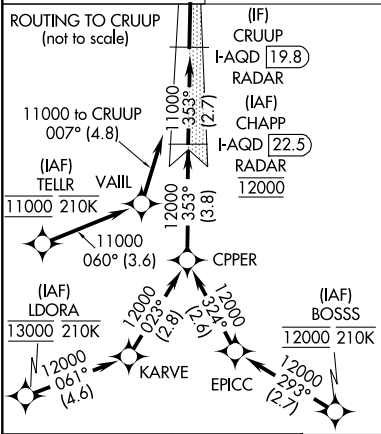 ROUTING TO CRUUP
(not to scale)
(IF)
CRUUP
I-AQD 19.8
RADAR
11000
353°
(2.7)
(IAF)
CHAPP
I-AQD 22.5
RADAR
12000
11000 to CRUUP
007° (4.8)
(IAF)
TELLR
11000 210K
VAIIL
11000
060° (3.6)
12000
353°
(3.8)
CPPER
(IAF)
LDORA
13000 210K
12000
023°
(2.8)
12000
324°
(2.6)
(IAF)
BOSSS
12000 210K
12000
061°
(4.6)
KARVE
EPICC
12000
293°
(2.7)